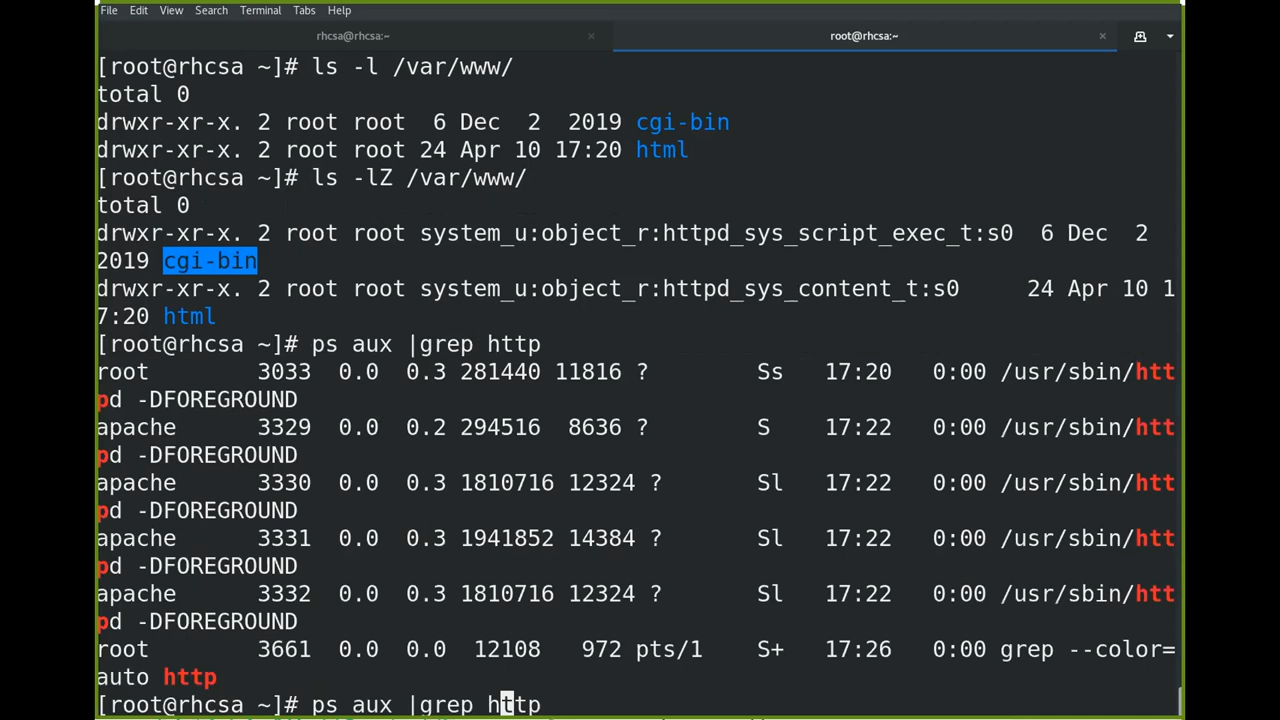 File Edit View Search Terminal Tabs Help
rhcsa@rhcsa:~ × root@rhcsa:~ ×
[root@rhcsa ~]# ls -l /var/www/
total 0
drwxr-xr-x. 2 root root  6 Dec  2  2019 cgi-bin
drwxr-xr-x. 2 root root 24 Apr 10 17:20 html
[root@rhcsa ~]# ls -lZ /var/www/
total 0
drwxr-xr-x. 2 root root system_u:object_r:httpd_sys_script_exec_t:s0  6 Dec  2
2019 cgi-bin
drwxr-xr-x. 2 root root system_u:object_r:httpd_sys_content_t:s0     24 Apr 10 1
7:20 html
[root@rhcsa ~]# ps aux |grep http
root        3033  0.0  0.3 281440 11816 ?        Ss   17:20   0:00 /usr/sbin/htt
pd -DFOREGROUND
apache      3329  0.0  0.2 294516  8636 ?        S    17:22   0:00 /usr/sbin/htt
pd -DFOREGROUND
apache      3330  0.0  0.3 1810716 12324 ?       Sl   17:22   0:00 /usr/sbin/htt
pd -DFOREGROUND
apache      3331  0.0  0.3 1941852 14384 ?       Sl   17:22   0:00 /usr/sbin/htt
pd -DFOREGROUND
apache      3332  0.0  0.3 1810716 12324 ?       Sl   17:22   0:00 /usr/sbin/htt
pd -DFOREGROUND
root        3661  0.0  0.0  12108   972 pts/1    S+   17:26   0:00 grep --color=
auto http
[root@rhcsa ~]# ps aux |grep http